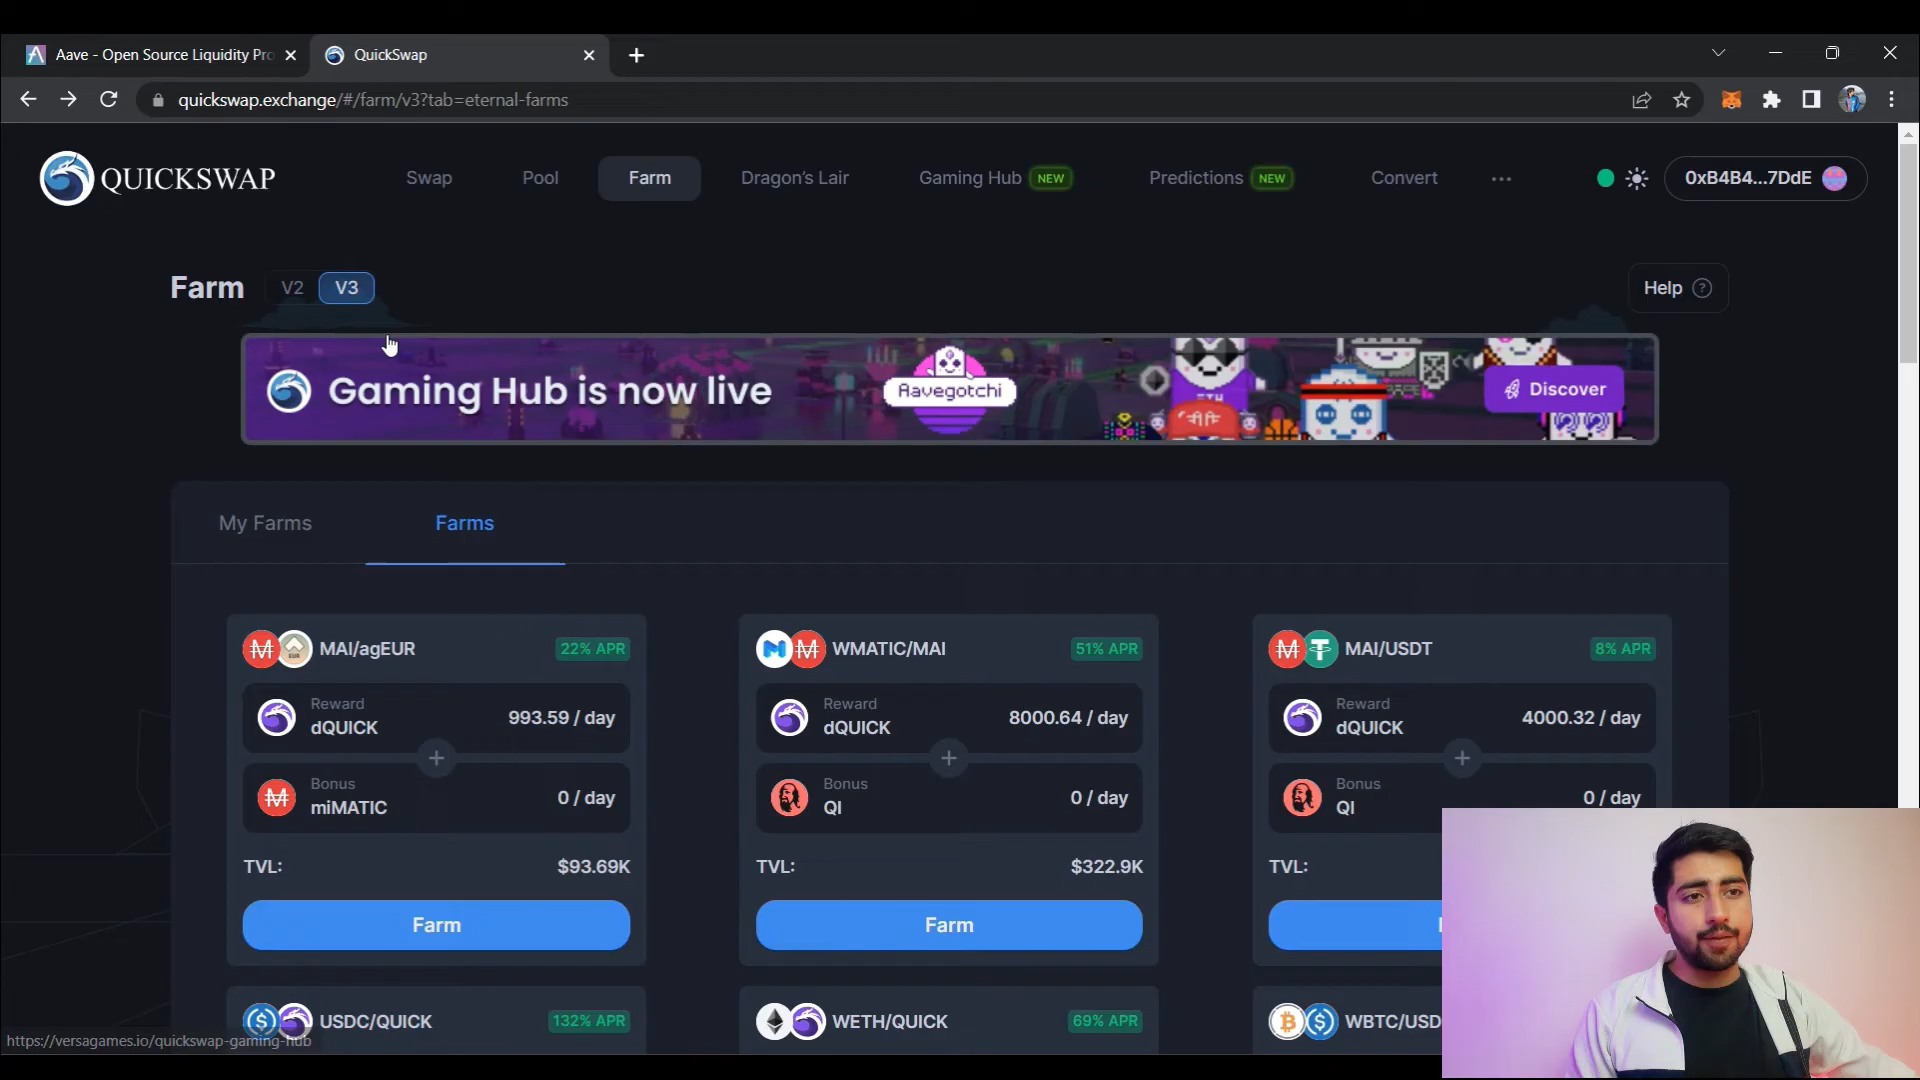 Aave - Open Source Liquidity Pro
QuickSwap
quickswap.exchange/#/farm/v3?tab=eternal-farms
QUICKSWAP
Swap
Pool
Farm
Dragon's Lair
Gaming Hub NEW
Predictions NEW
Convert
0xB4B4...7DdE
Farm
V2
V3
Help ?
Gaming Hub is now live
Aavegotchi
Discover
My Farms
Farms
MAI/agEUR
22% APR
Reward
dQUICK
993.59 / day
Bonus
miMATIC
0 / day
TVL:
$93.69K
Farm
WMATIC/MAI
51% APR
Reward
dQUICK
8000.64 / day
Bonus
QI
0 / day
TVL:
$322.9K
Farm
MAI/USDT
8% APR
Reward
dQUICK
4000.32 / day
Bonus
QI
0 / day
TVL:
USDC/QUICK
132% APR
WETH/QUICK
69% APR
WBTC/USD
https://versagames.io/quickswap-gaming-hub